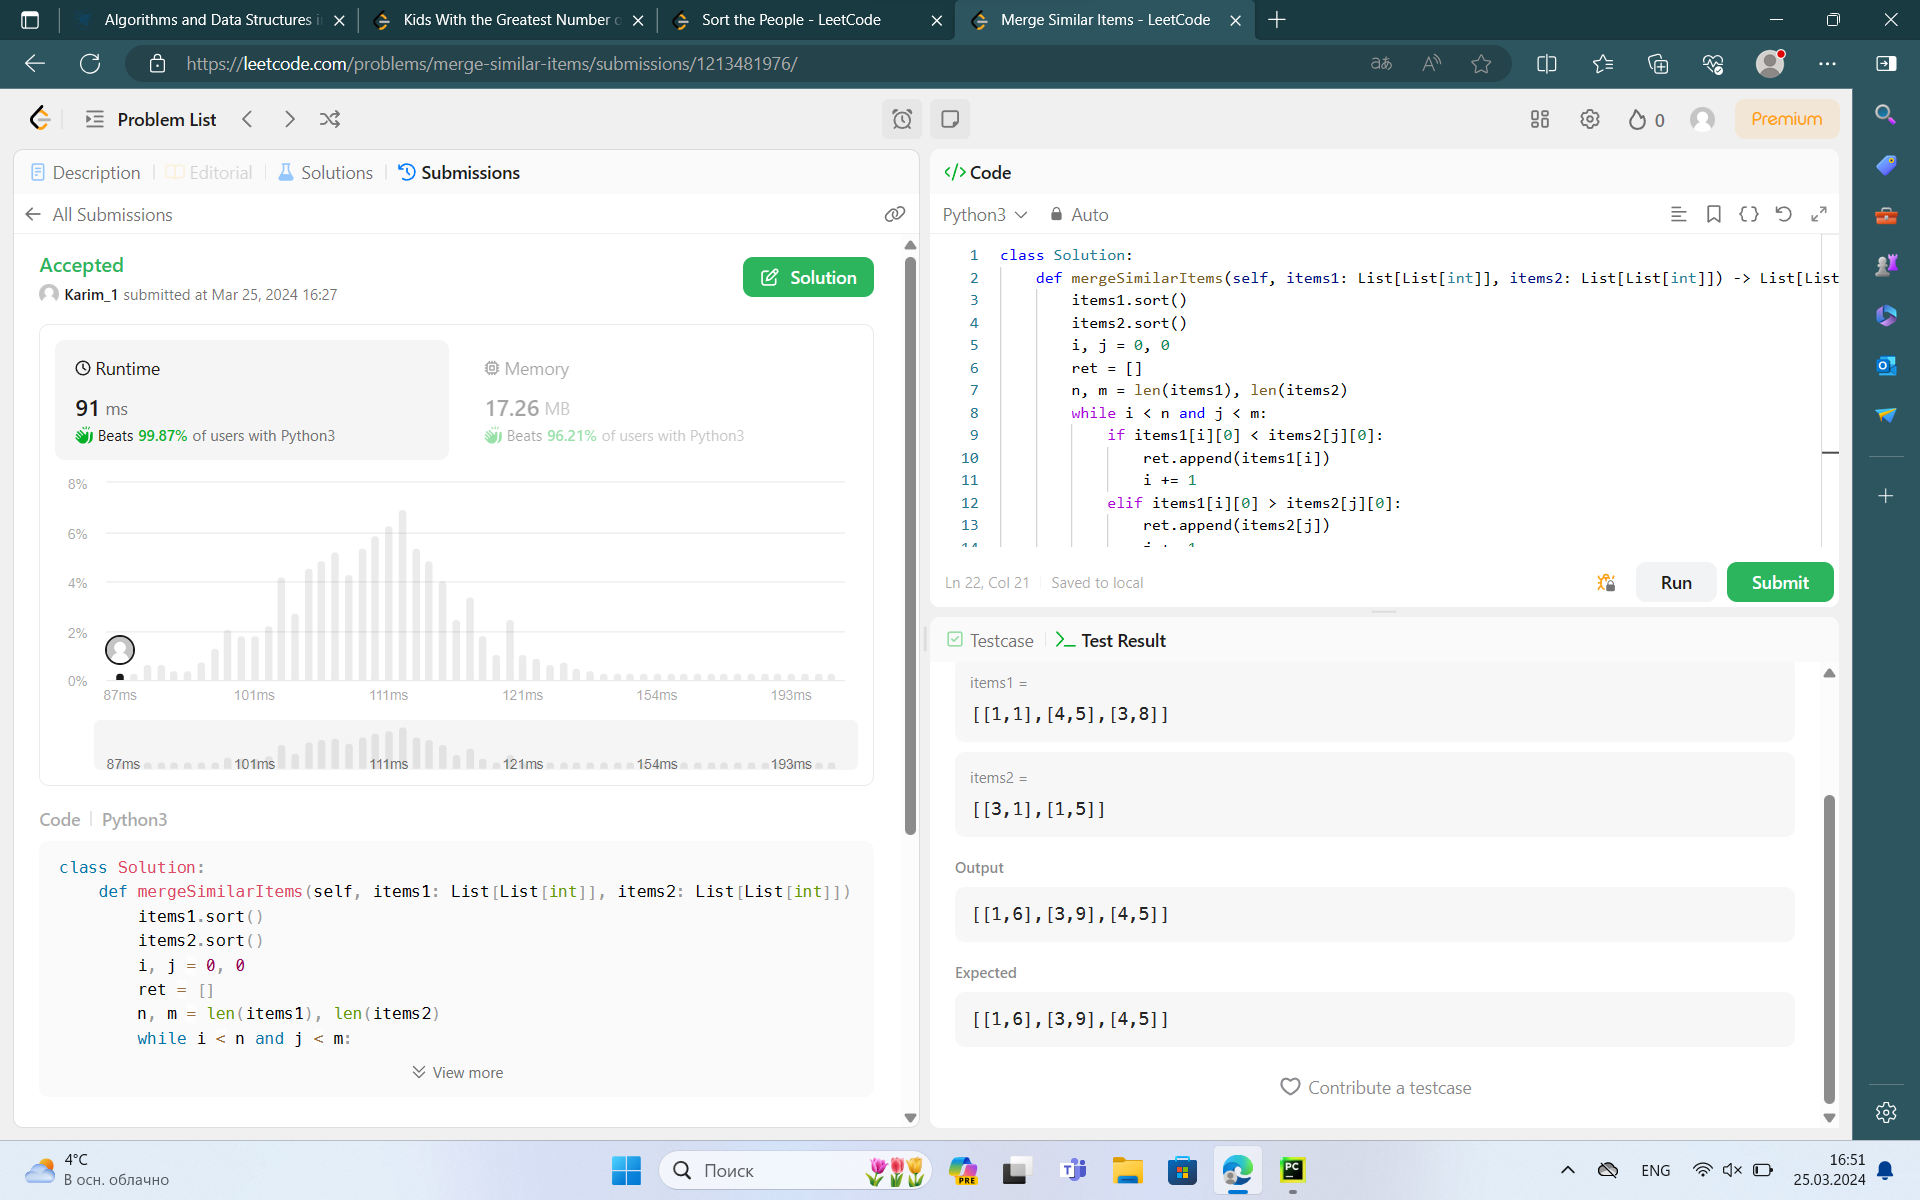 Algorithms and Data Structures i
Kids With the Greatest Number o
Sort the People - LeetCode
Merge Similar Items - LeetCode
https://leetcode.com/problems/merge-similar-items/submissions/1213481976/
Problem List
0
Premium
Description
Editorial
Solutions
Submissions
All Submissions
Accepted
Karim_1 submitted at Mar 25, 2024 16:27
Solution
Runtime
91 ms
Beats 99.87% of users with Python3
Memory
17.26 MB
Beats 96.21% of users with Python3
8%
6%
4%
2%
0%
87ms 101ms 111ms 121ms 154ms 193ms
87ms 101ms 111ms 121ms 154ms 193ms
Code | Python3
class Solution:
    def mergeSimilarItems(self, items1: List[List[int]], items2: List[List[int]])
        items1.sort()
        items2.sort()
        i, j = 0, 0
        ret = []
        n, m = len(items1), len(items2)
        while i < n and j < m:
View more
</> Code
Python3
Auto
1 class Solution:
2     def mergeSimilarItems(self, items1: List[List[int]], items2: List[List[int]]) -> List[List
3         items1.sort()
4         items2.sort()
5         i, j = 0, 0
6         ret = []
7         n, m = len(items1), len(items2)
8         while i < n and j < m:
9             if items1[i][0] < items2[j][0]:
10                 ret.append(items1[i])
11                 i += 1
12             elif items1[i][0] > items2[j][0]:
13                 ret.append(items2[j])
Ln 22, Col 21
Saved to local
Run
Submit
Testcase
Test Result
items1 =
[[1,1],[4,5],[3,8]]
items2 =
[[3,1],[1,5]]
Output
[[1,6],[3,9],[4,5]]
Expected
[[1,6],[3,9],[4,5]]
Contribute a testcase
4°C
В осн. облачно
Поиск
PRE
PC
ENG
16:51
25.03.2024